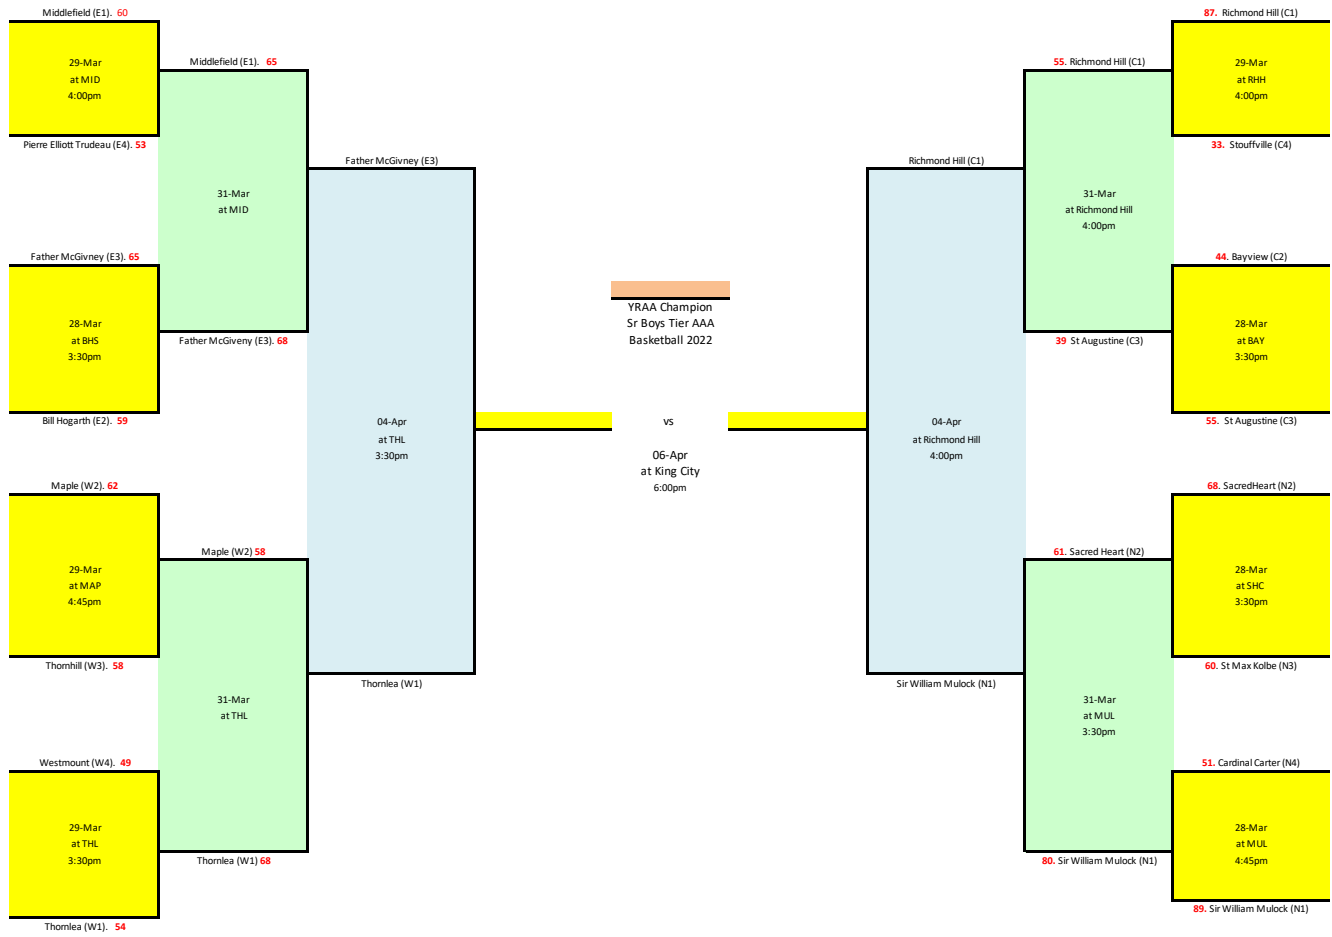 Middlefield (E1). 60
29-Mar
at MID
4:00pm
Pierre Elliott Trudeau (E4). 53
Father McGivney (E3). 65
28-Mar
at BHS
3:30pm
Bill Hogarth (E2). 59
Maple (W2). 62
29-Mar
at MAP
4:45pm
Thornhill (W3). 58
Westmount (W4). 49
29-Mar
at THL
3:30pm
Thornlea (W1). 54
Middlefield (E1). 65
31-Mar
at MID
Father McGiveny (E3). 68
Maple (W2) 58
31-Mar
at THL
Thornlea (W1) 68
Father McGivney (E3)
04-Apr
at THL
3:30pm
Thornlea (W1)
YRAA Champion
Sr Boys Tier AAA
Basketball 2022
vs
06-Apr
at King City
6:00pm
Richmond Hill (C1)
04-Apr
at Richmond Hill
4:00pm
Sir William Mulock (N1)
55. Richmond Hill (C1)
31-Mar
at Richmond Hill
4:00pm
39 St Augustine (C3)
61. Sacred Heart (N2)
31-Mar
at MUL
3:30pm
80. Sir William Mulock (N1)
87. Richmond Hill (C1)
29-Mar
at RHH
4:00pm
33. Stouffville (C4)
44. Bayview (C2)
28-Mar
at BAY
3:30pm
55. St Augustine (C3)
68. SacredHeart (N2)
28-Mar
at SHC
3:30pm
60. St Max Kolbe (N3)
51. Cardinal Carter (N4)
28-Mar
at MUL
4:45pm
89. Sir William Mulock (N1)